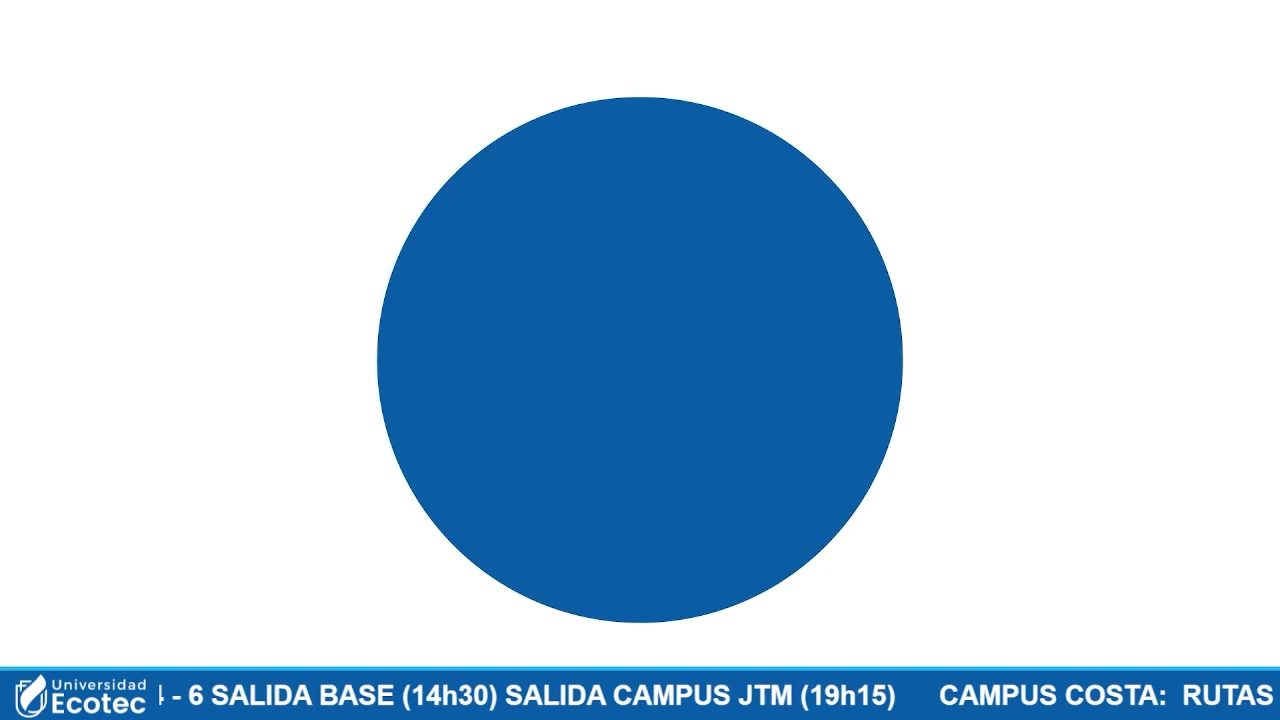 Universidad
Ecotec
- 6 SALIDA BASE (14h30) SALIDA CAMPUS JTM (19h15) CAMPUS COSTA: RUTAS